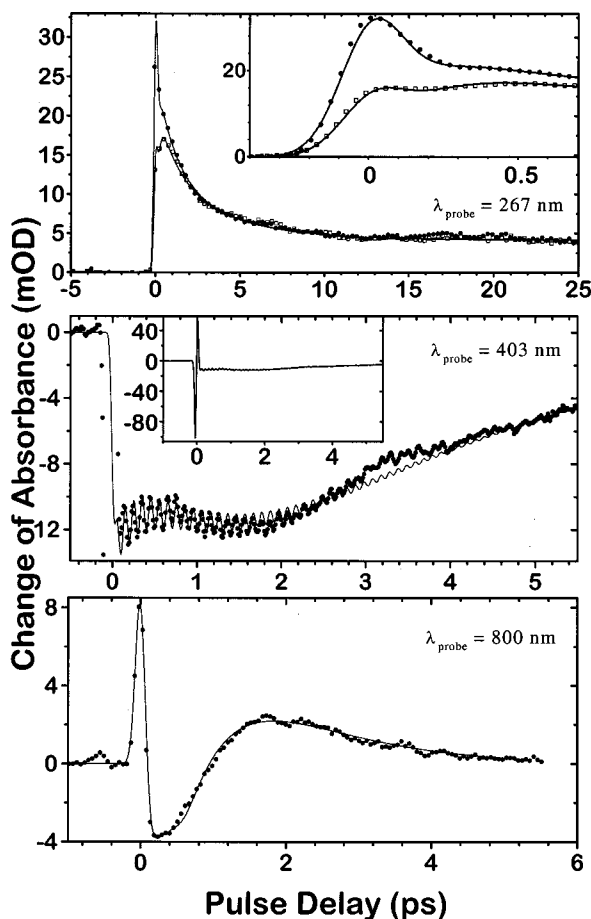 Change of Absorbance (mOD)
30
25
20
15
10
5
0
-5 0 5 10 15 20 25
20
0
0 0.5
λprobe = 267 nm
0
-4
-8
12
0 1 2 3 4 5
40
0
-40
-80
0 2 4
λprobe = 403 nm
8
4
0
-4
0 2 4 6
λprobe = 800 nm
Pulse Delay (ps)